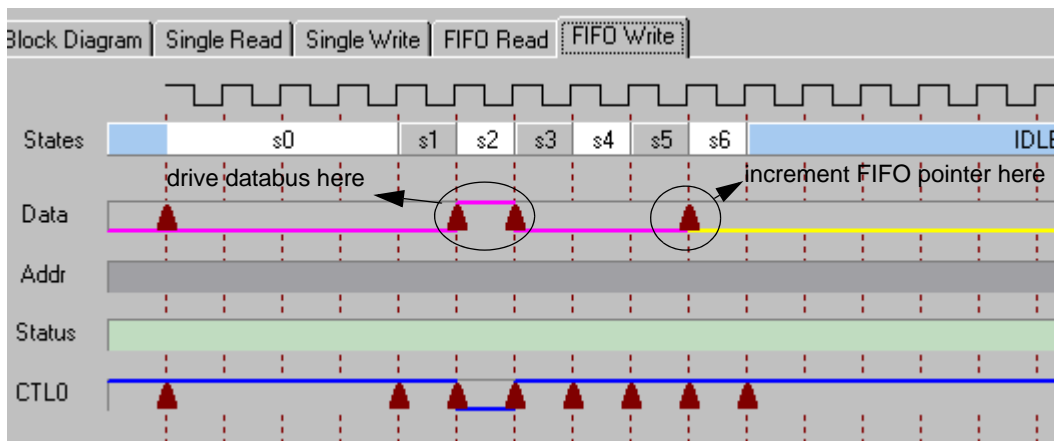 Block Diagram Single Read Single Write FIFO Read FIFO Write
States s0 s1 s2 s3 s4 s5 s6 IDLE
drive databus here increment FIFO pointer here
Data
Addr
Status
CTL0